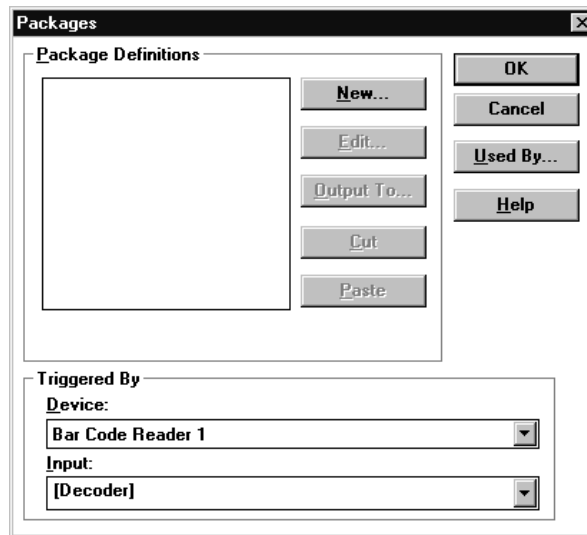 Packages
Package Definitions
New...
Edit...
Output To...
Cut
Paste
OK
Cancel
Used By...
Help
Triggered By
Device:
Bar Code Reader 1
Input:
[Decoder]